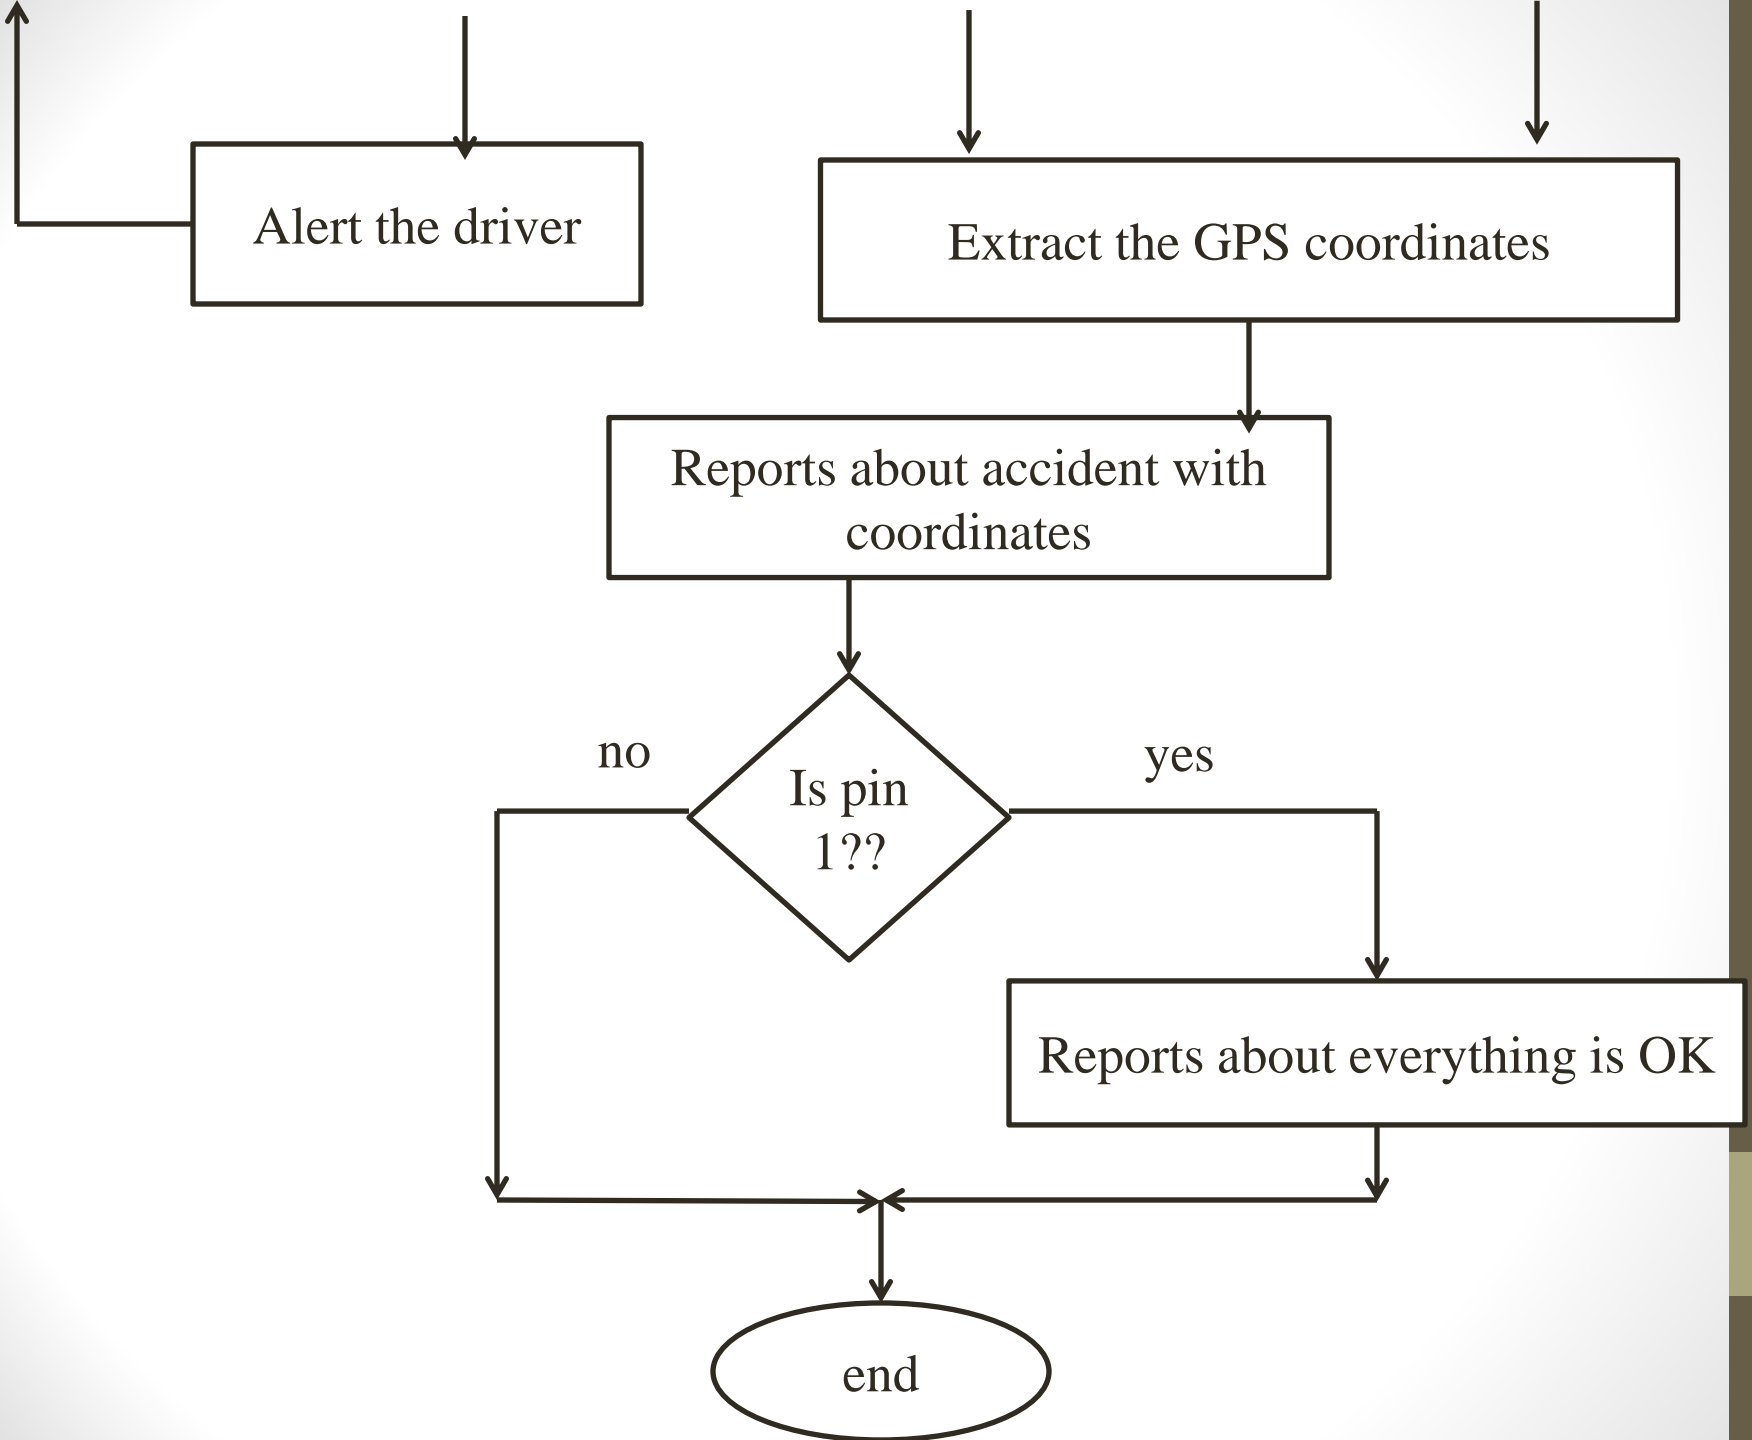 Alert the driver
Extract the GPS coordinates
Reports about accident with
coordinates
no
yes
Is pin
1??
Reports about everything is OK
end